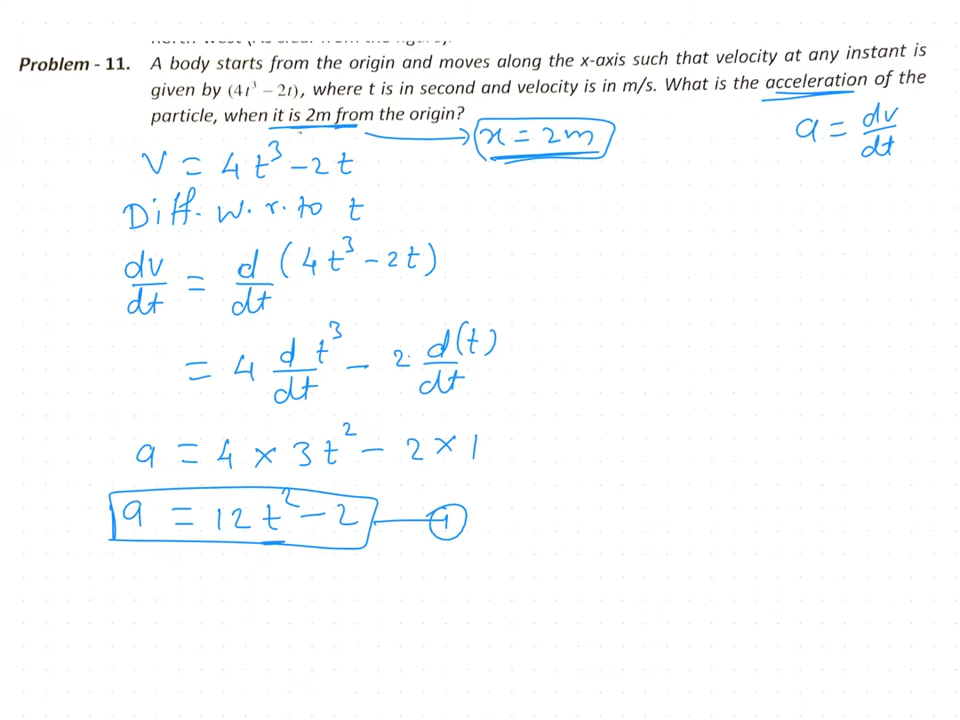 Problem - 11. A body starts from the origin and moves along the x-axis such that velocity at any instant is
given by (4t³ – 2t), where t is in second and velocity is in m/s. What is the acceleration of the
particle, when it is 2m from the origin?
x = 2m
a = dv/dt
V = 4t³ - 2t
Diff. w. r. to t
dv/dt = d/dt (4t³ - 2t)
= 4 d/dt t³ - 2. d(t)/dt
a = 4 × 3t² - 2 × 1
a = 12t² - 2 — ①